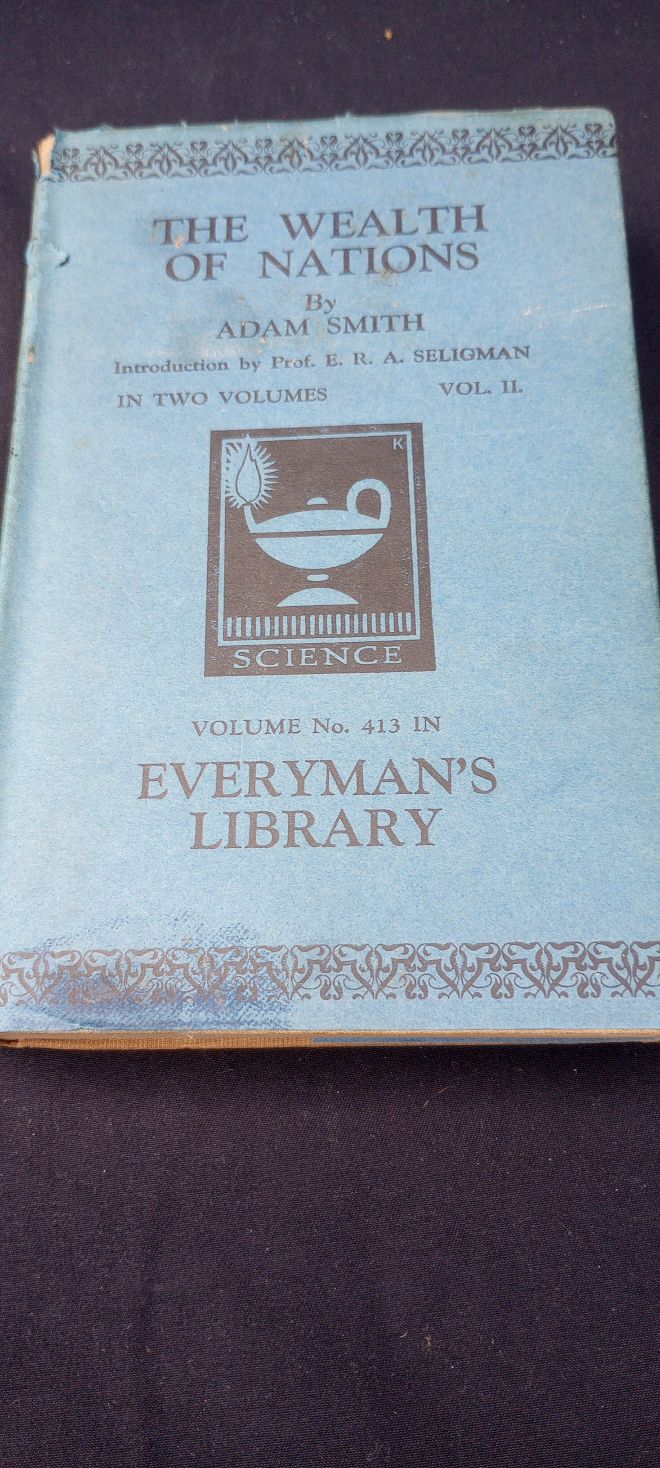 THE WEALTH
OF NATIONS
By
ADAM SMITH
Introduction by Prof. E. R. A. SELIGMAN
IN TWO VOLUMES VOL. II.
K
SCIENCE
VOLUME No. 413 IN
EVERYMAN'S
LIBRARY